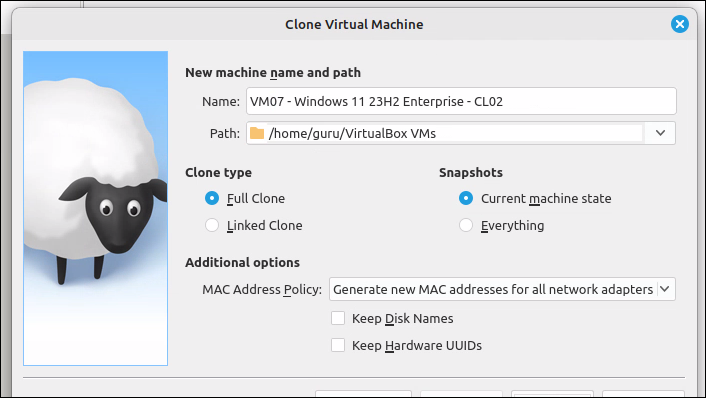 Clone Virtual Machine
New machine name and path
Name: VM07 - Windows 11 23H2 Enterprise - CL02
Path: /home/guru/VirtualBox VMs
Clone type
Full Clone
Linked Clone
Snapshots
Current machine state
Everything
Additional options
MAC Address Policy: Generate new MAC addresses for all network adapters
Keep Disk Names
Keep Hardware UUIDs